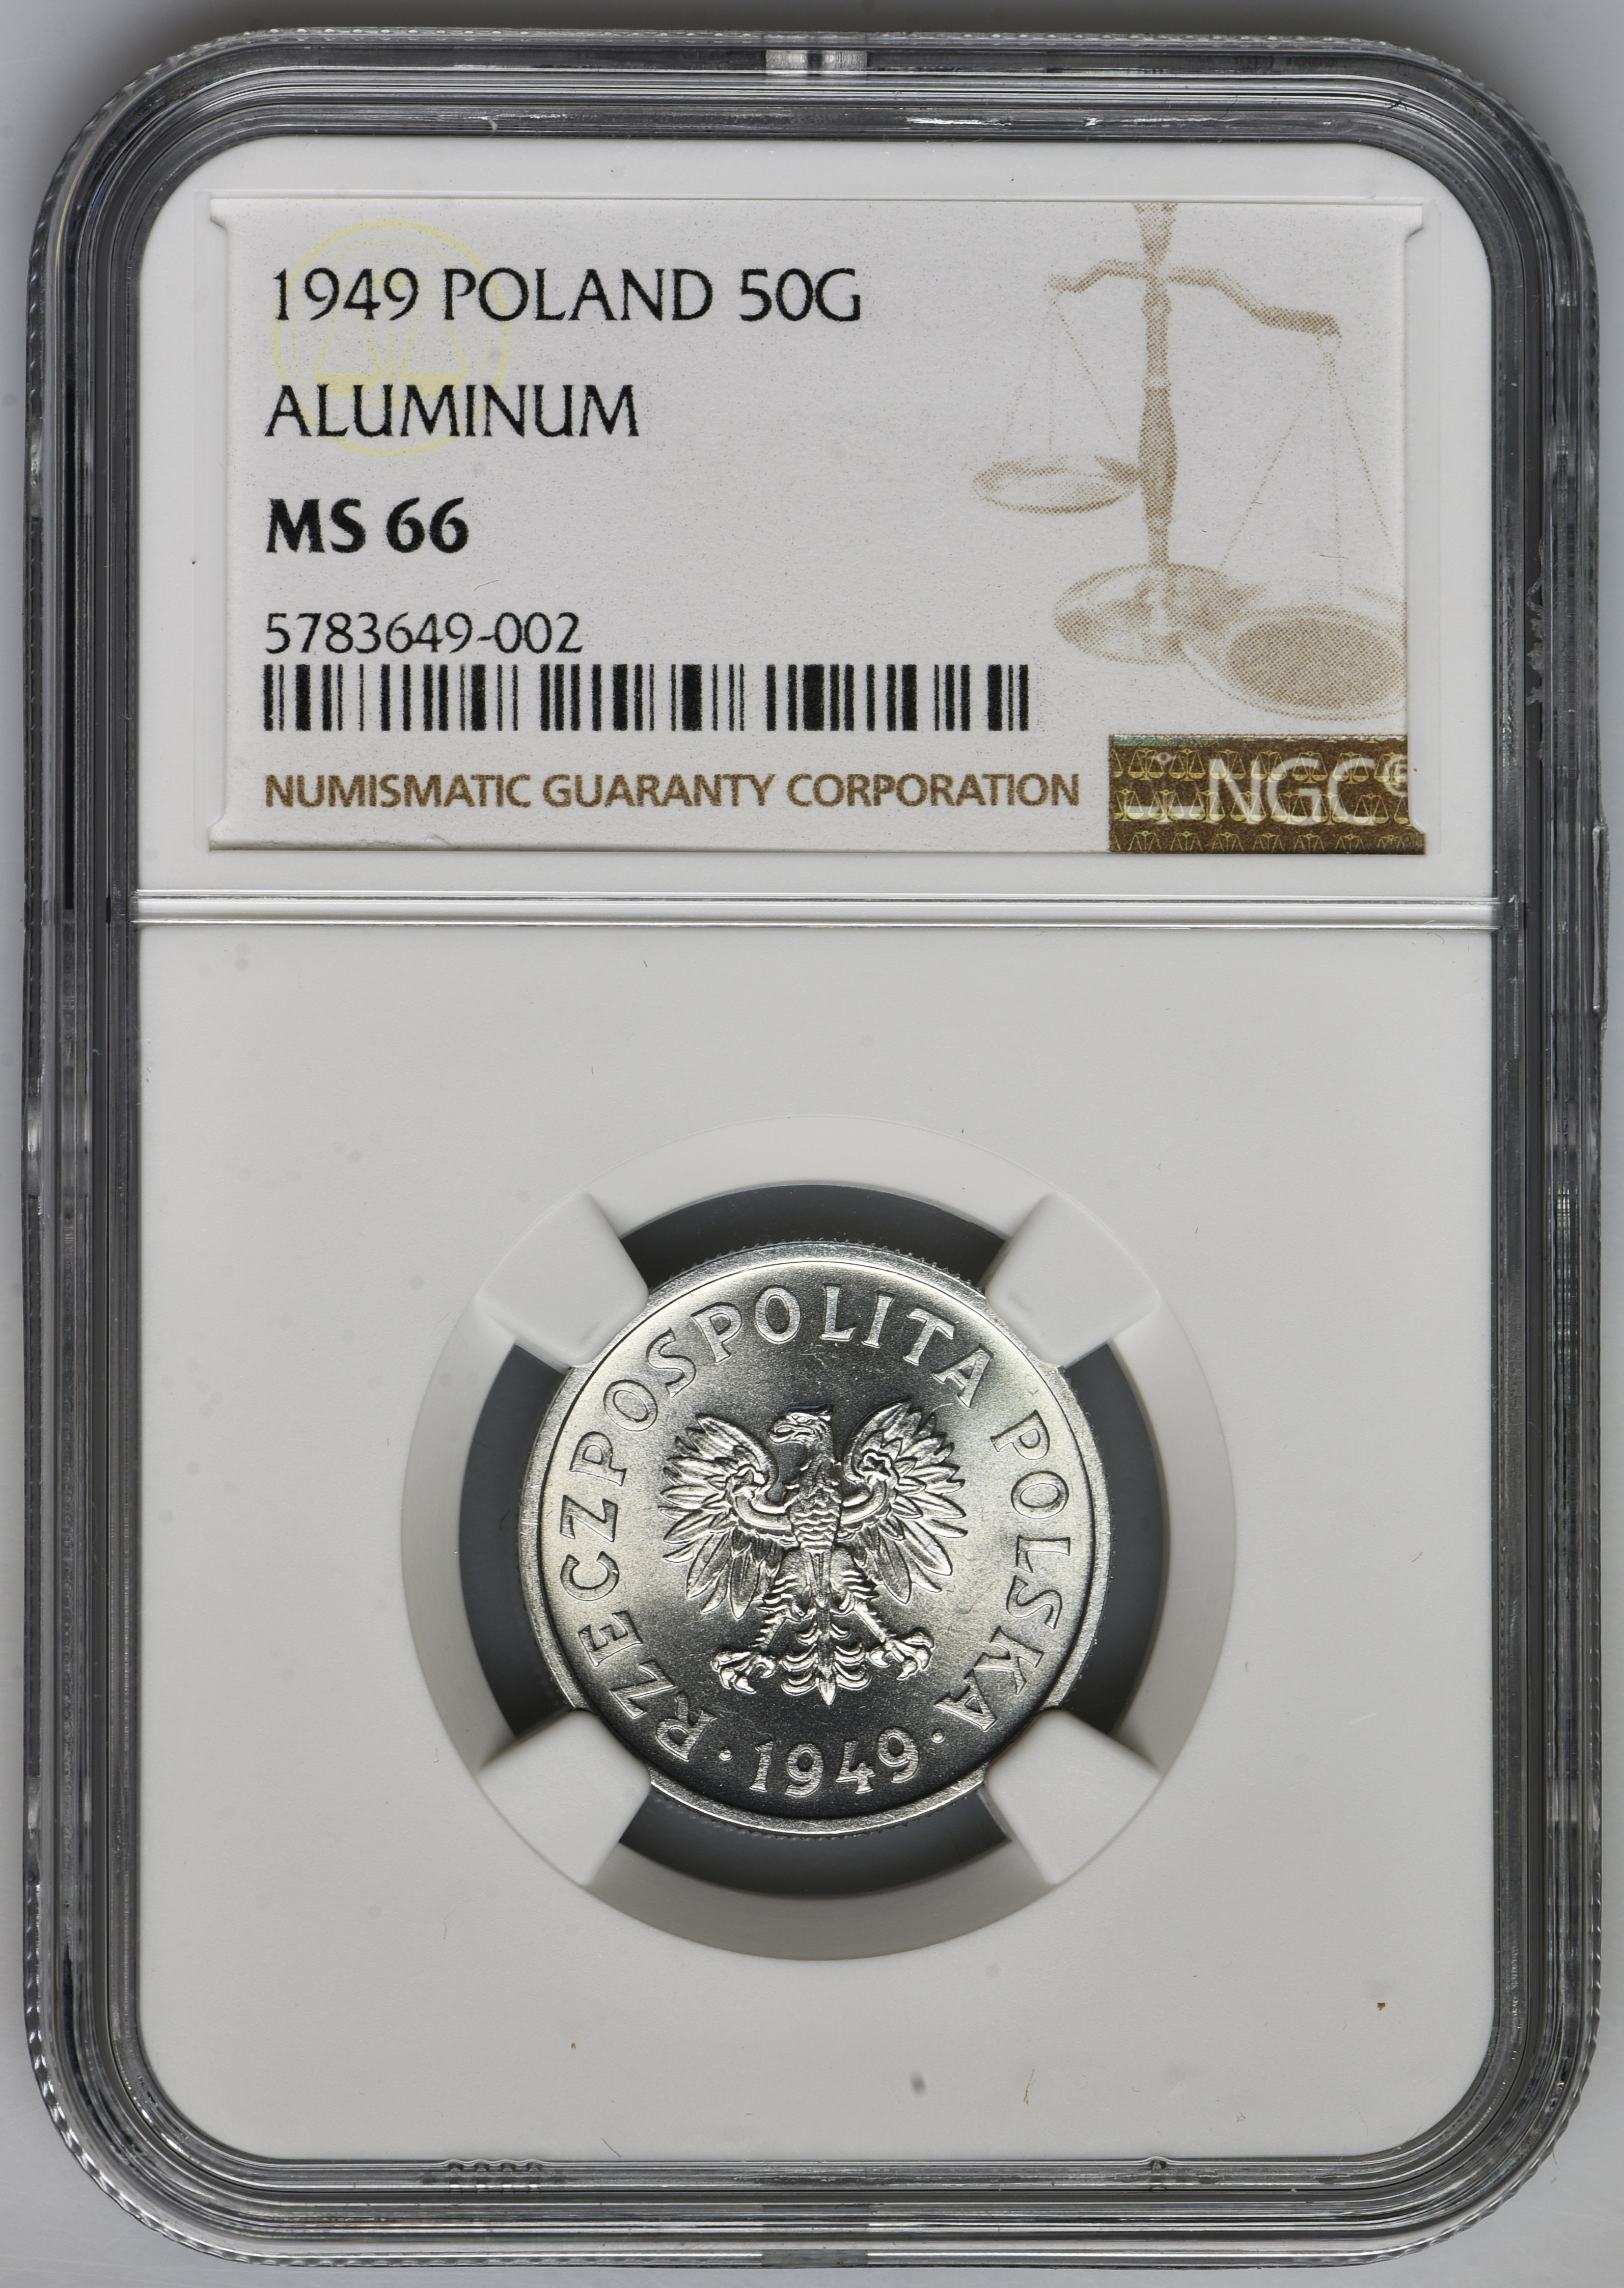 1949 POLAND 50G
ALUMINUM
MS 66
5783649-002
NUMISMATIC GUARANTY CORPORATION
NGC®
RZECZPOSPOLITA POLSKA
· 1949 ·